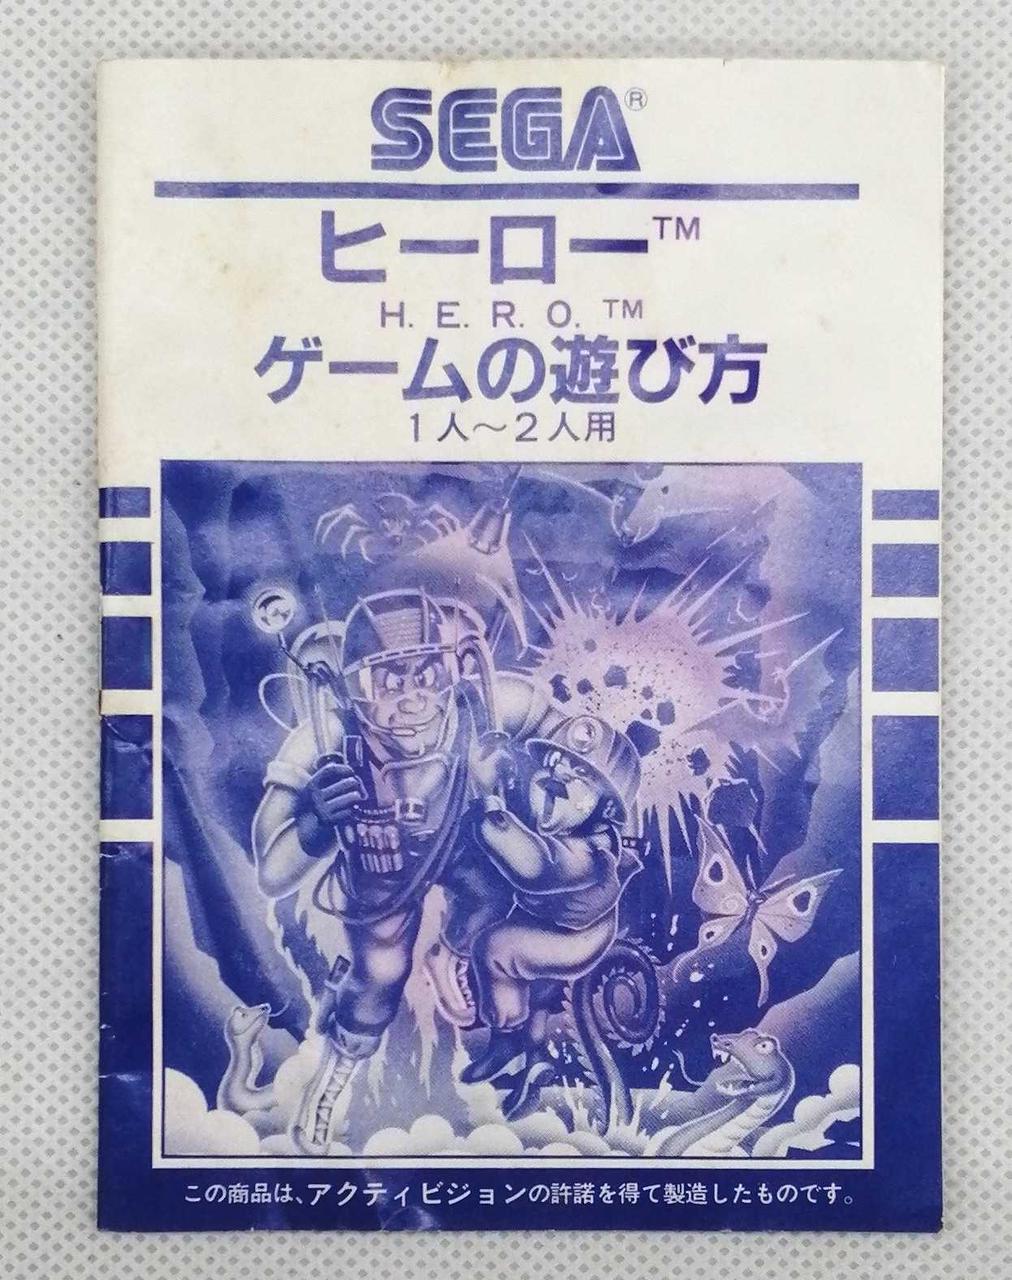 SEGA®
ヒーロー™
H. E. R. O. ™
ゲームの遊び方
1人〜2人用
この商品は、アクティビジョンの許諾を得て製造したものです。